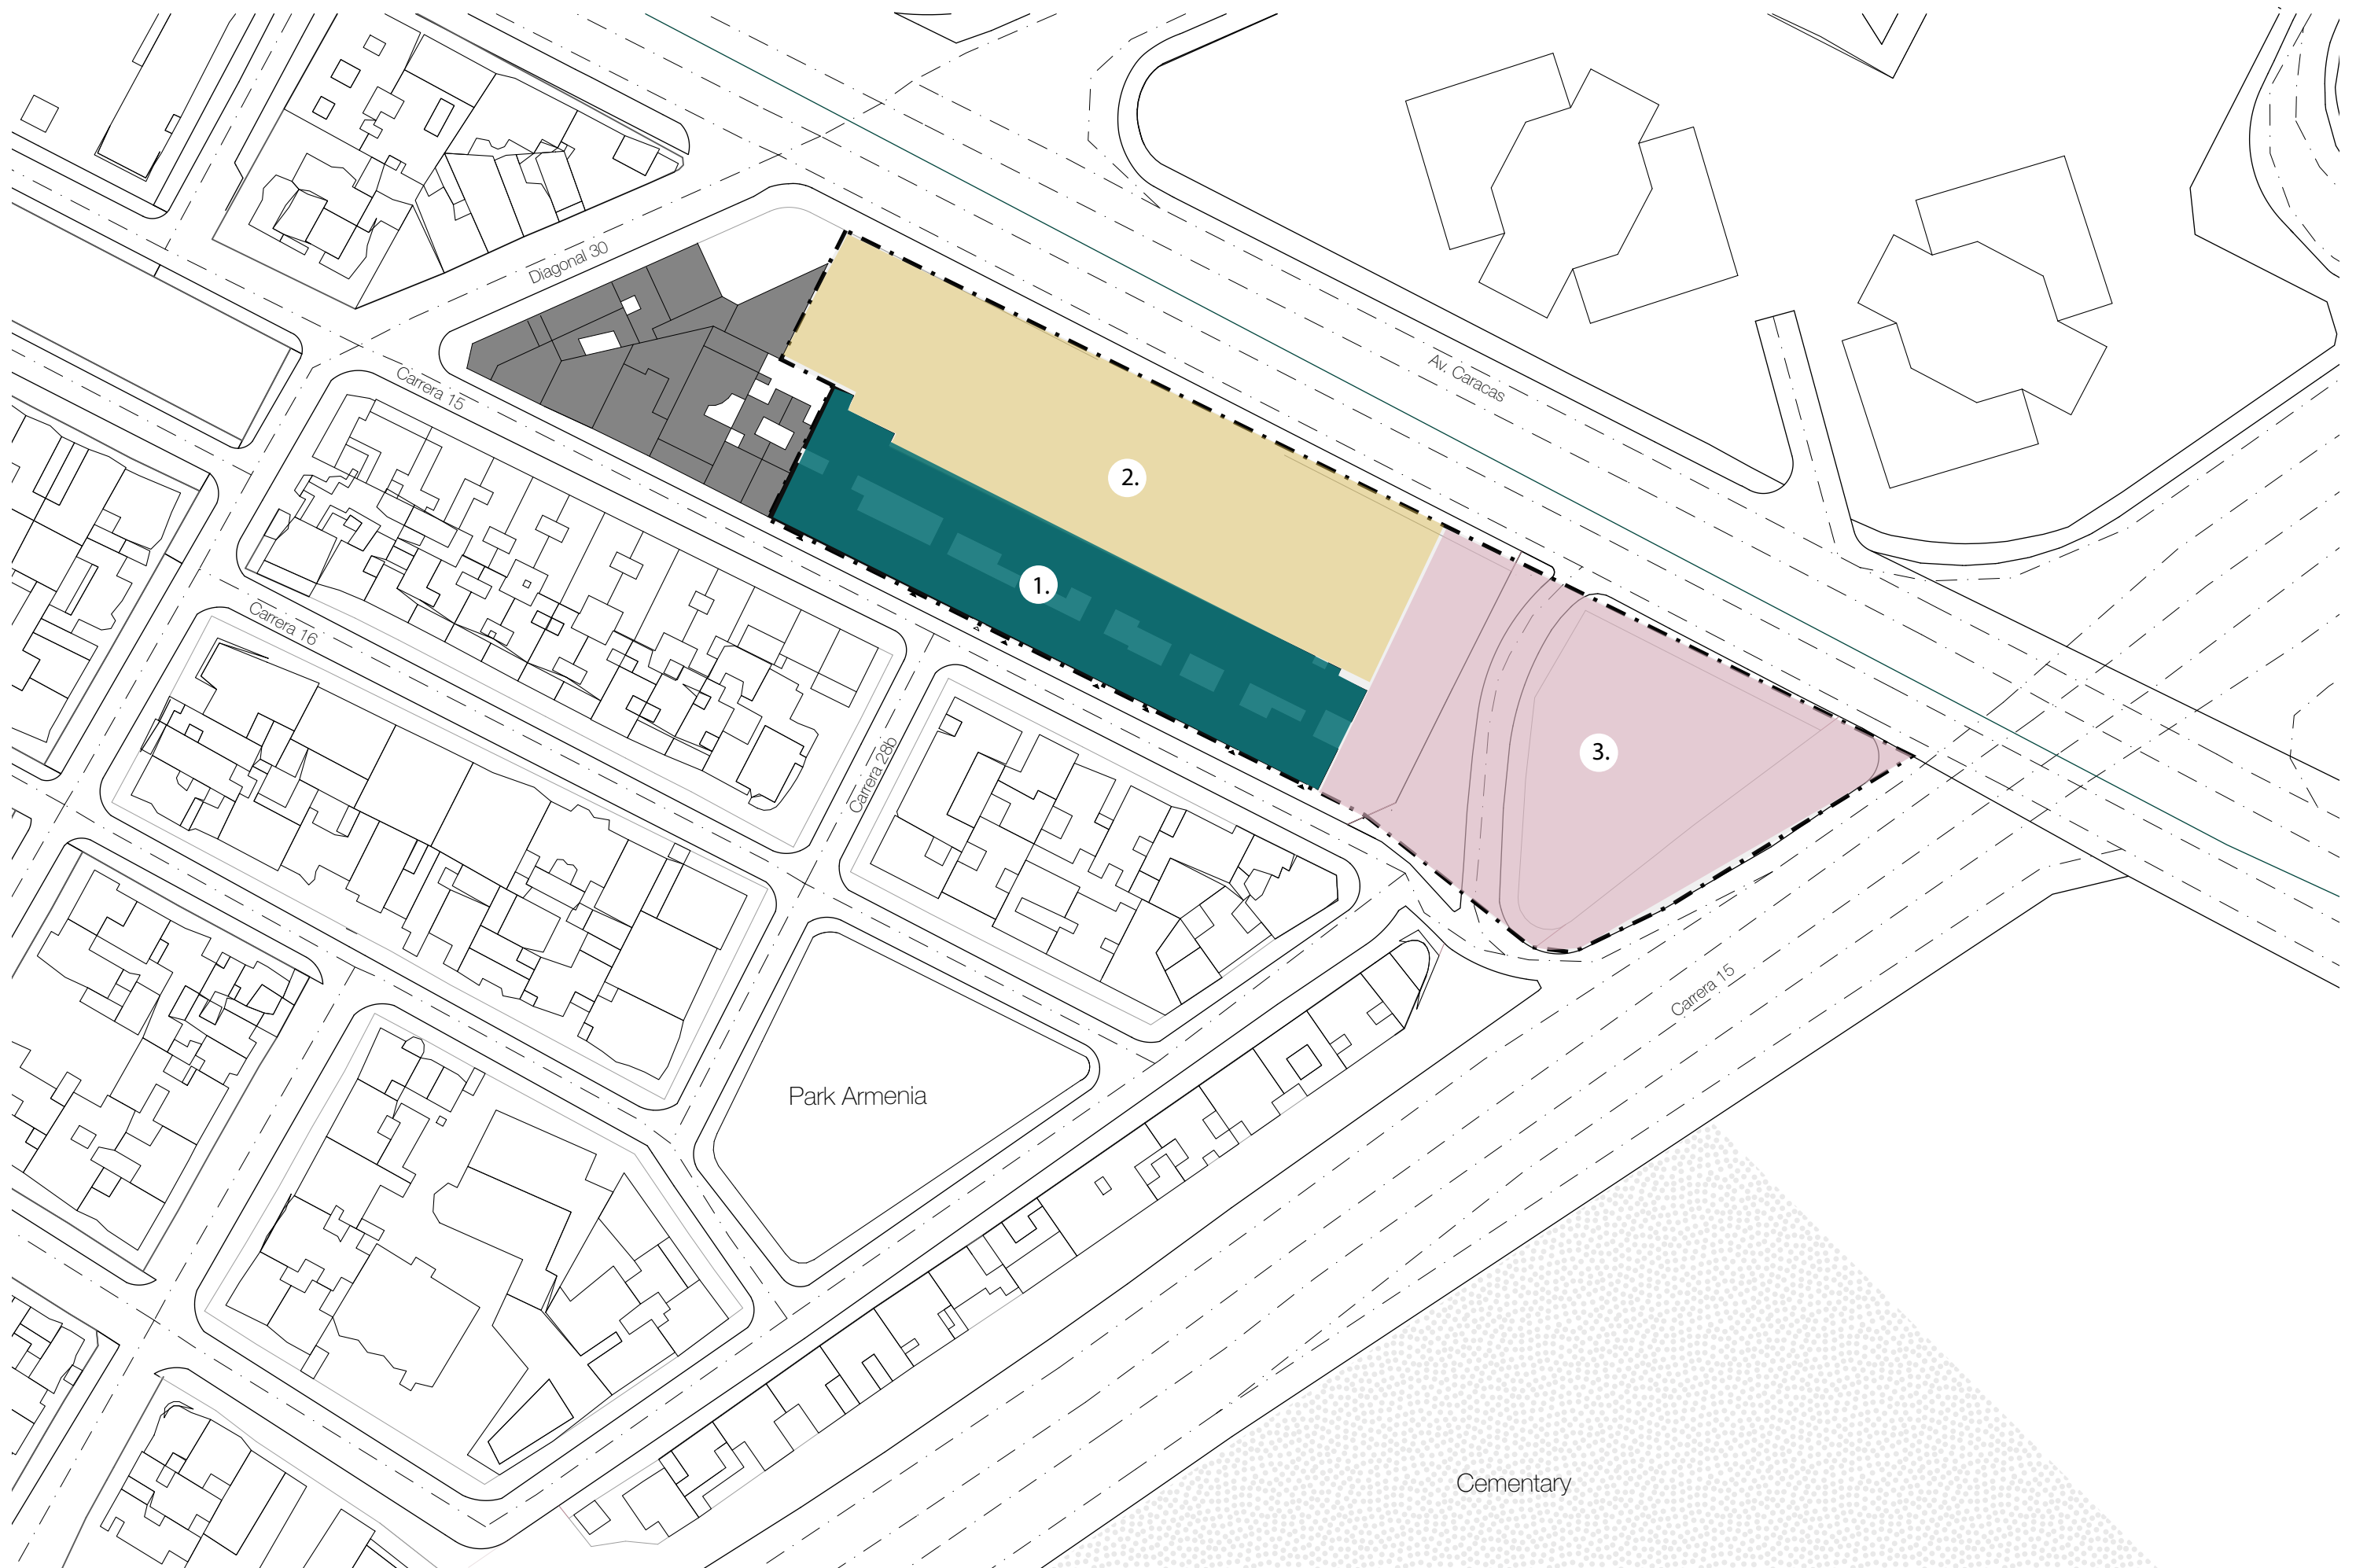 Diagonal 30
Av. Caracas
Carrera 15
2.
1.
Carrera 16
3.
Carrera 28b
Carrera 15
Park Armenia
Cementary